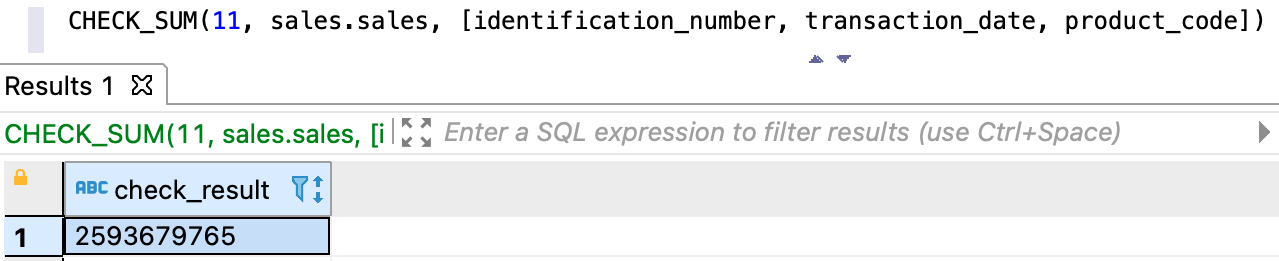 CHECK_SUM(11, sales.sales, [identification_number, transaction_date, product_code])
Results 1
CHECK_SUM(11, sales.sales, [i Enter a SQL expression to filter results (use Ctrl+Space)
ABC check_result
1 2593679765